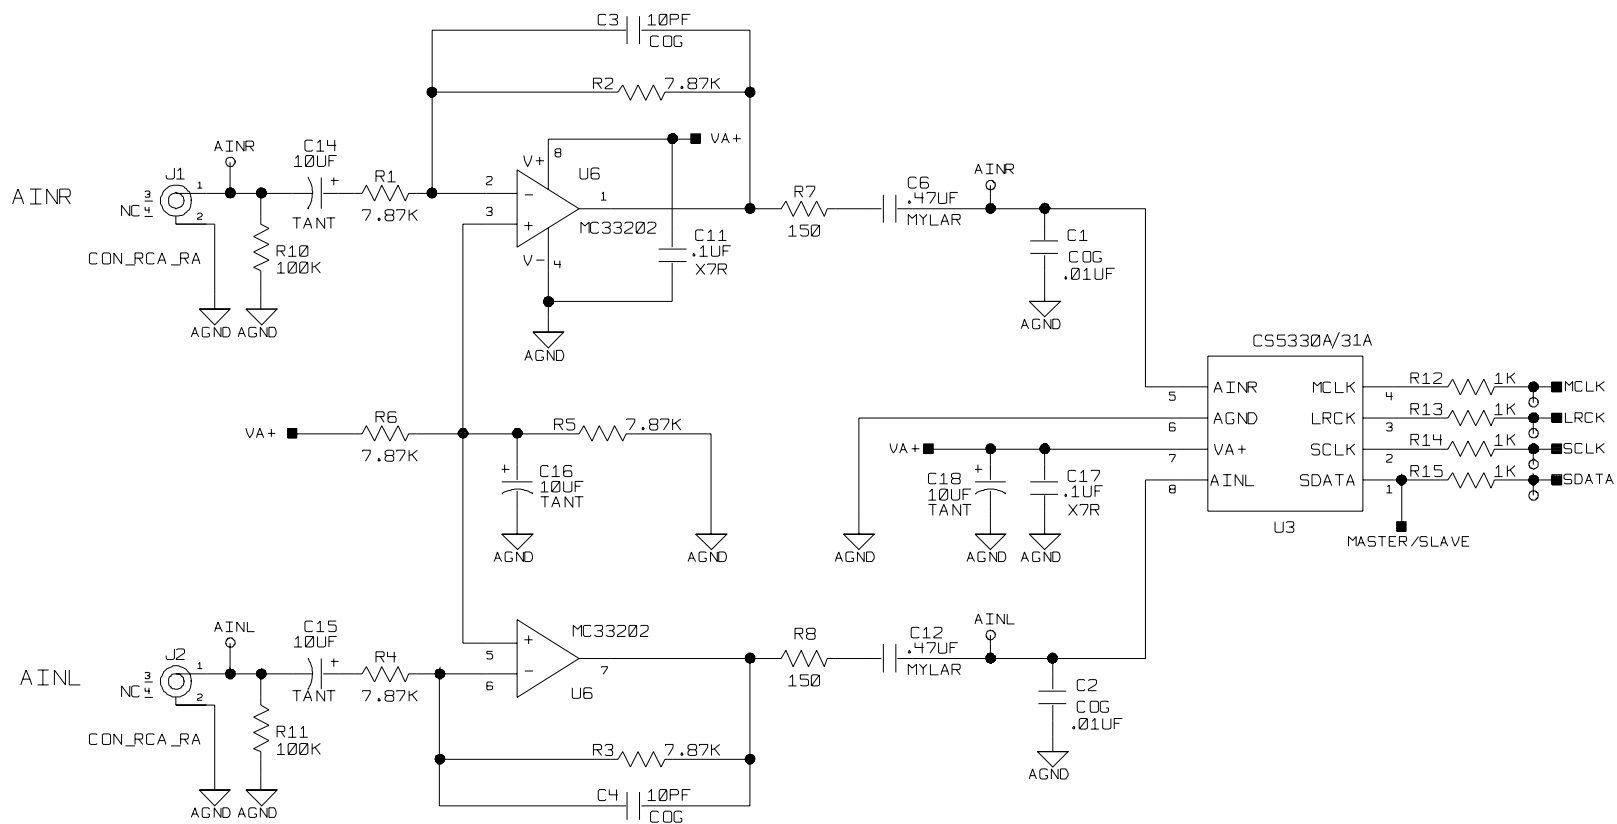 C3 10PF
COG
R2 7.87K
VA+
AINR
C14
10UF
+
TANT
J1
1
3
NC 4
2
AINR
CON_RCA_RA
R1
7.87K
R10
100K
AGND AGND
V+ 8
U6
2
-
3
+
1
MC33202
V- 4
C11
.1UF
X7R
AGND
R7
150
C6
.47UF
MYLAR
AINR
C1
COG
.01UF
AGND
CS5330A/31A
AINR MCLK
5 4
AGND LRCK
6 3
VA+ SCLK
7 2
AINL SDATA
8 1
U3
R12 1K MCLK
R13 1K LRCK
R14 1K SCLK
R15 1K SDATA
MASTER/SLAVE
VA+
R6
7.87K
R5 7.87K
+
C16
10UF
TANT
AGND
AGND
VA+
AGND
+
C18
10UF
TANT
AGND
C17
.1UF
X7R
AGND
AINL
C15
10UF
+
TANT
J2
1
3
NC 4
2
AINL
CON_RCA_RA
R4
7.87K
R11
100K
AGND AGND
MC33202
+
5
-
6
7
U6
R3 7.87K
C4 10PF
COG
R8
150
C12
.47UF
MYLAR
AINL
C2
COG
.01UF
AGND